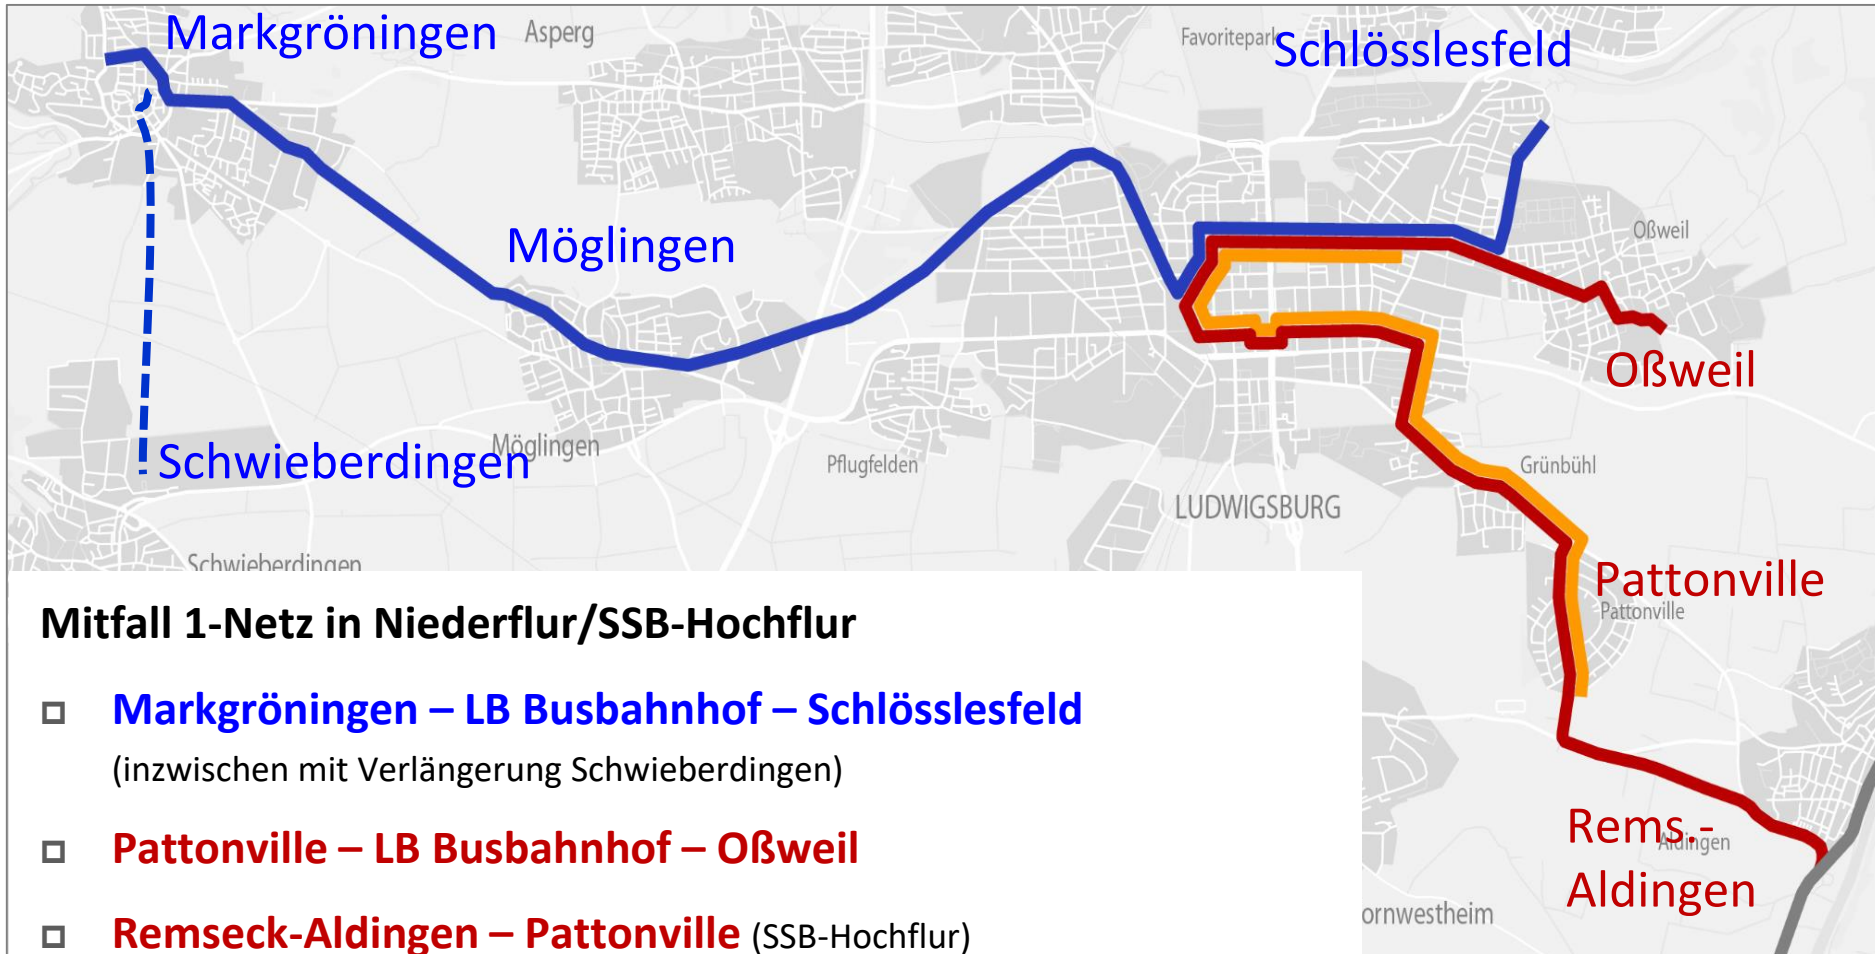 Markgröningen
Asperg
Favoritepark
Schlösslesfeld
Möglingen
Oßweil
Oßweil
Schwieberdingen
Möglingen
Pflugfelden
Grünbühl
LUDWIGSBURG
Schwieberdingen
Pattonville
Pattonville
Mitfall 1-Netz in Niederflur/SSB-Hochflur
Markgröningen – LB Busbahnhof – Schlösslesfeld
(inzwischen mit Verlängerung Schwieberdingen)
Pattonville – LB Busbahnhof – Oßweil
Remseck-Aldingen – Pattonville (SSB-Hochflur)
Rems.-
Aldingen
Aldingen
ornwestheim